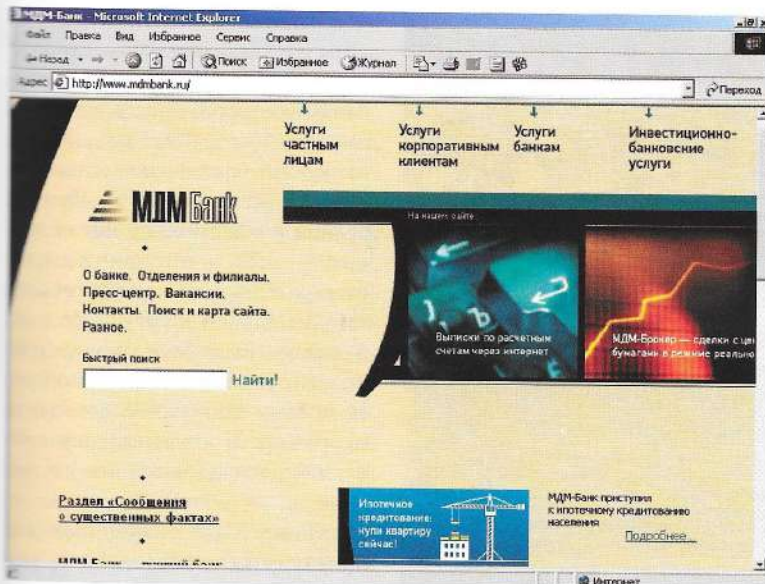 МДМ-Банк - Microsoft Internet Explorer
Файл Правка Вид Избранное Сервис Справка
Назад Поиск Избранное Журнал
Адрес http://www.mdmbank.ru/ Переход
Услуги частным лицам
Услуги корпоративным клиентам
Услуги банкам
Инвестиционно-банковские услуги
МДМ Банк
На нашем сайте
О банке. Отделения и филиалы.
Пресс-центр. Вакансии.
Контакты. Поиск и карта сайта.
Разное.
Выписки по расчетным
счетам через интернет
МДМ-Брокер — сделки с цен
бумагами в режиме реально
Быстрый поиск
Найти!
Раздел «Сообщения
о существенных фактах»
Ипотечное
кредитование:
купи квартиру
сейчас!
МДМ-Банк приступил
к ипотечному кредитованию
населения
Подробнее...
Интернет